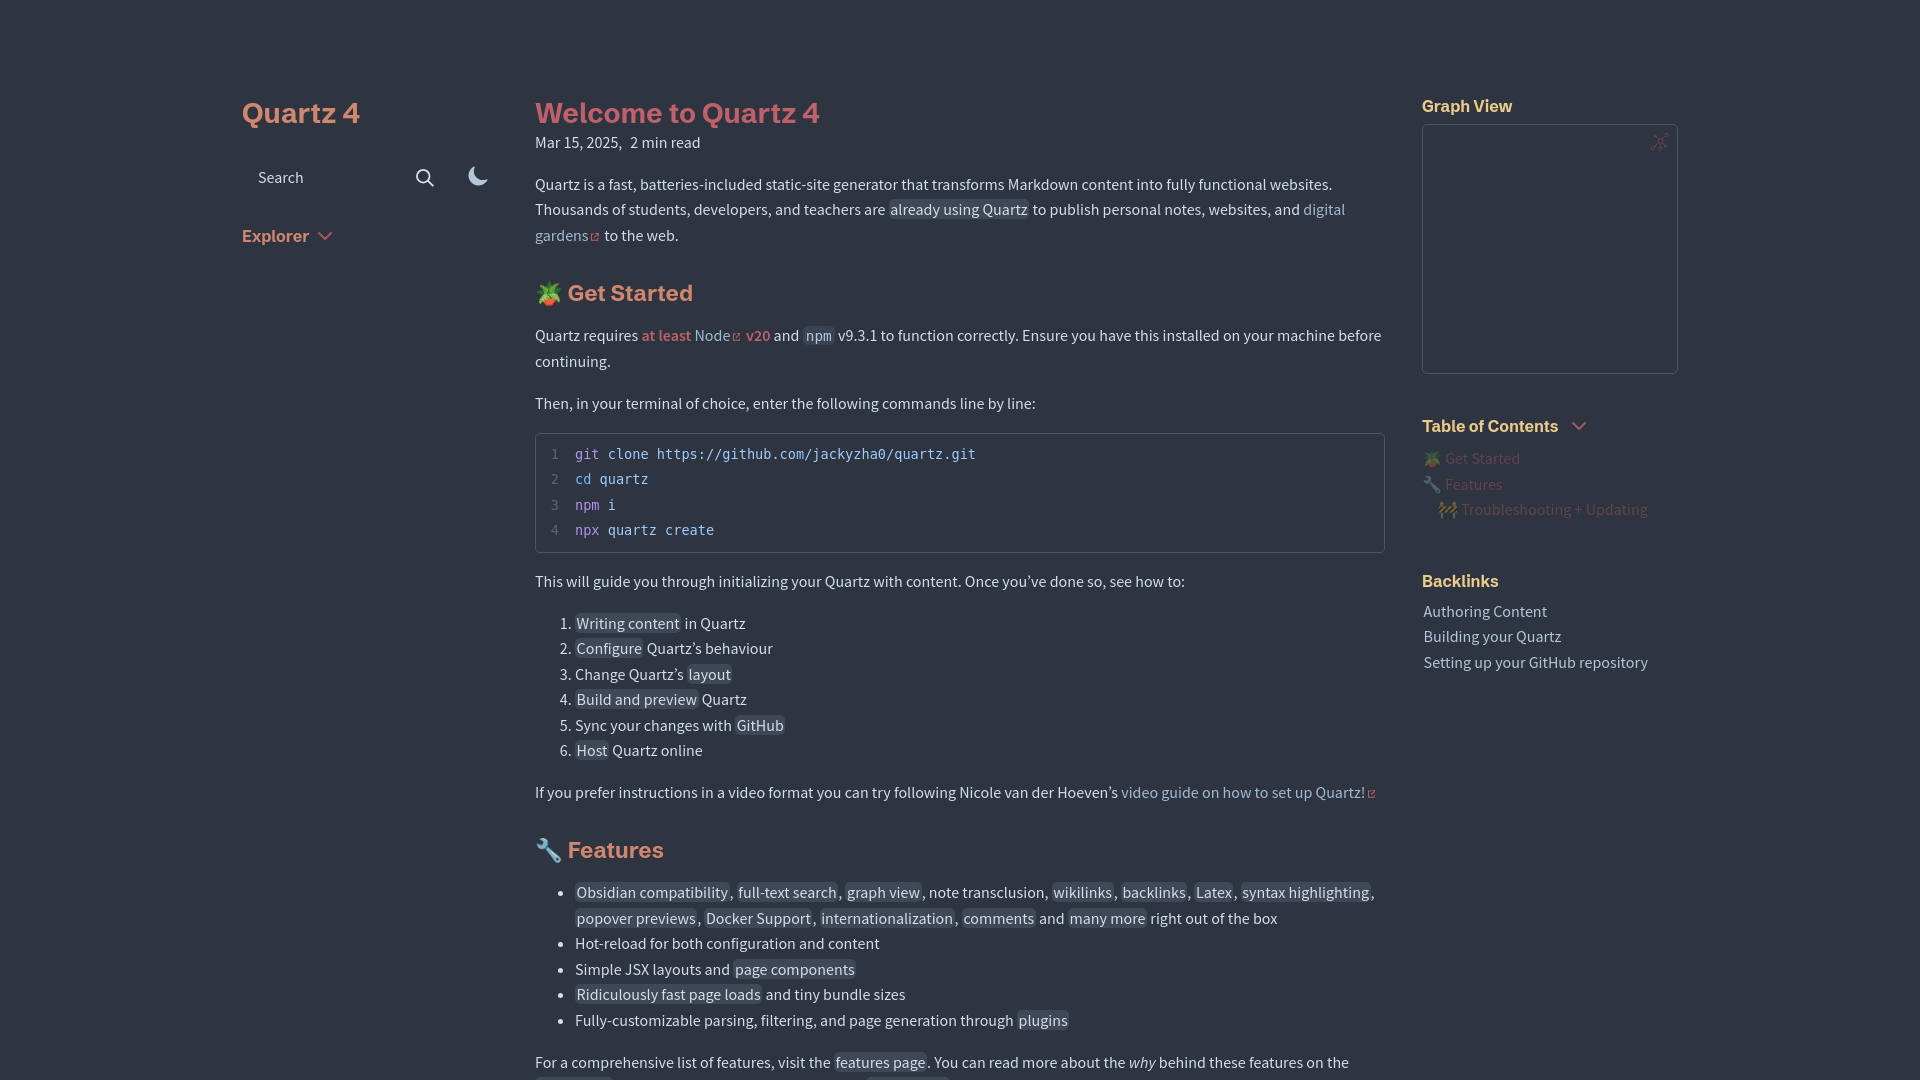 Quartz 4
Search
Explorer
Welcome to Quartz 4
Mar 15, 2025, 2 min read
Quartz is a fast, batteries-included static-site generator that transforms Markdown content into fully functional websites.
Thousands of students, developers, and teachers are already using Quartz to publish personal notes, websites, and digital
gardens to the web.
🪴 Get Started
Quartz requires at least Node v20 and npm v9.3.1 to function correctly. Ensure you have this installed on your machine before
continuing.
Then, in your terminal of choice, enter the following commands line by line:
1 git clone https://github.com/jackyzha0/quartz.git
2 cd quartz
3 npm i
4 npx quartz create
This will guide you through initializing your Quartz with content. Once you’ve done so, see how to:
1. Writing content in Quartz
2. Configure Quartz’s behaviour
3. Change Quartz’s layout
4. Build and preview Quartz
5. Sync your changes with GitHub
6. Host Quartz online
If you prefer instructions in a video format you can try following Nicole van der Hoeven’s video guide on how to set up Quartz!
🔧 Features
• Obsidian compatibility, full-text search, graph view, note transclusion, wikilinks, backlinks, Latex, syntax highlighting,
popover previews, Docker Support, internationalization, comments and many more right out of the box
• Hot-reload for both configuration and content
• Simple JSX layouts and page components
• Ridiculously fast page loads and tiny bundle sizes
• Fully-customizable parsing, filtering, and page generation through plugins
For a comprehensive list of features, visit the features page. You can read more about the why behind these features on the
Graph View
Table of Contents
🪴 Get Started
🔧 Features
🚧 Troubleshooting + Updating
Backlinks
Authoring Content
Building your Quartz
Setting up your GitHub repository